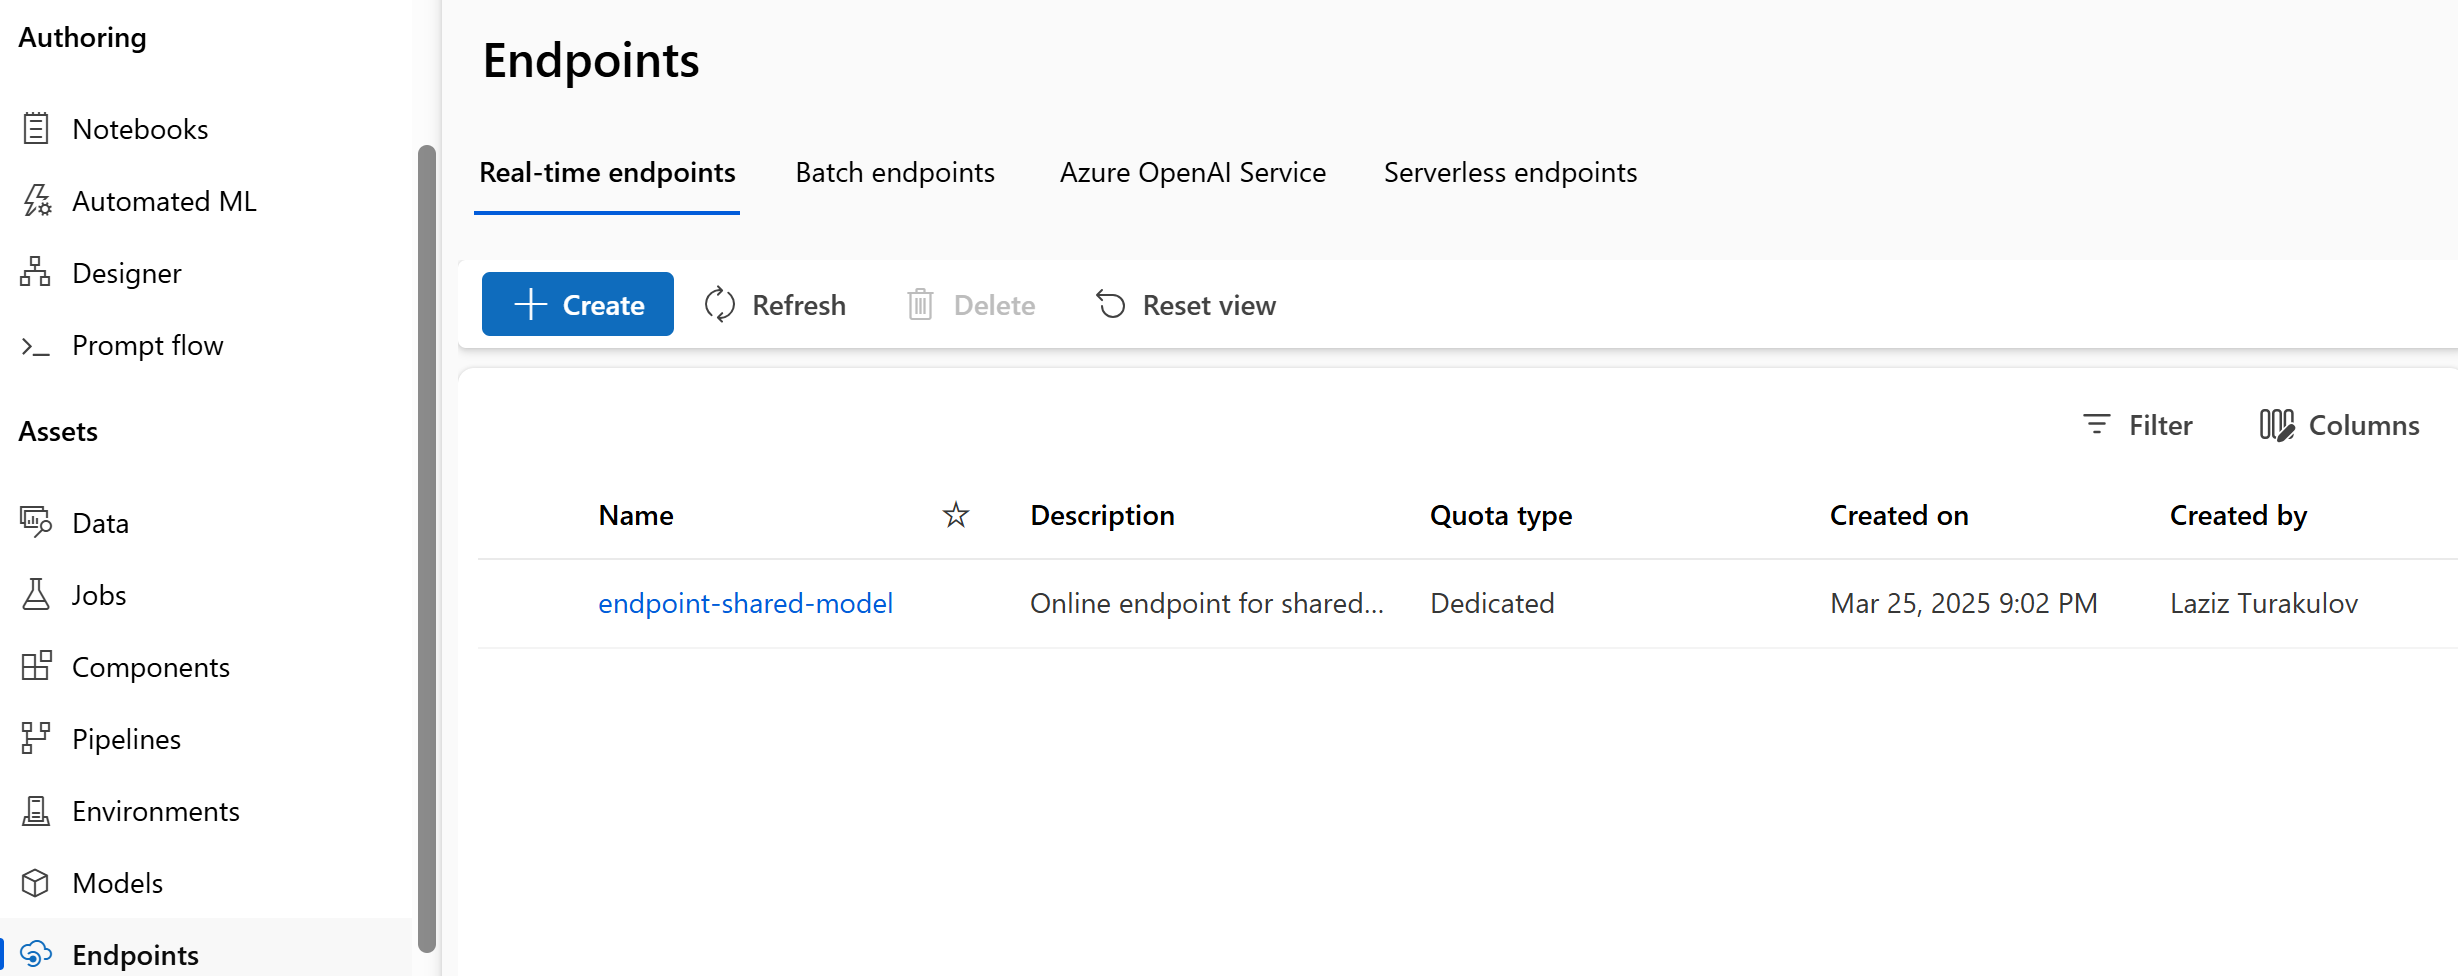 Authoring
Notebooks
Automated ML
Designer
Prompt flow
Assets
Data
Jobs
Components
Pipelines
Environments
Models
Endpoints
Endpoints
Real-time endpoints Batch endpoints Azure OpenAI Service Serverless endpoints
Create Refresh Delete Reset view
Filter Columns
Name Description Quota type Created on Created by
endpoint-shared-model Online endpoint for shared... Dedicated Mar 25, 2025 9:02 PM Laziz Turakulov